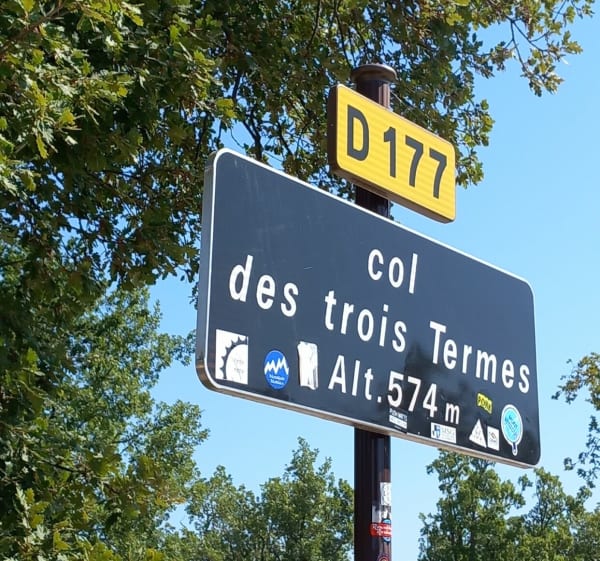 D 177
col
des trois Termes
Alt.574 m